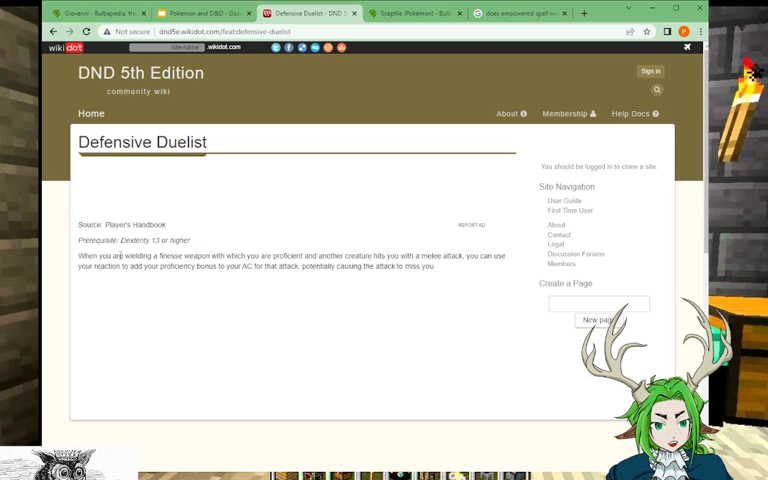 Giovanni - Bulbapedia, the
Pokemon and D&D - Goo
Defensive Duelist - DND 5
Sceptile (Pokémon) - Bul
does empowered spell w
Not secure
dnd5e.wikidot.com/feat:defensive-duelist
wikidot
site-name
.wikidot.com
DND 5th Edition
Sign in
community wiki
Home
About
Membership
Help Docs
Defensive Duelist
You should be logged in to clone a site.
Site Navigation
User Guide
First Time User
Source: Player's Handbook
REPORT AD
About
Contact
Legal
Discussion Forums
Members
Prerequisite: Dexterity 13 or higher
When you are wielding a finesse weapon with which you are proficient and another creature hits you with a melee attack, you can use
your reaction to add your proficiency bonus to your AC for that attack, potentially causing the attack to miss you.
Create a Page
New page